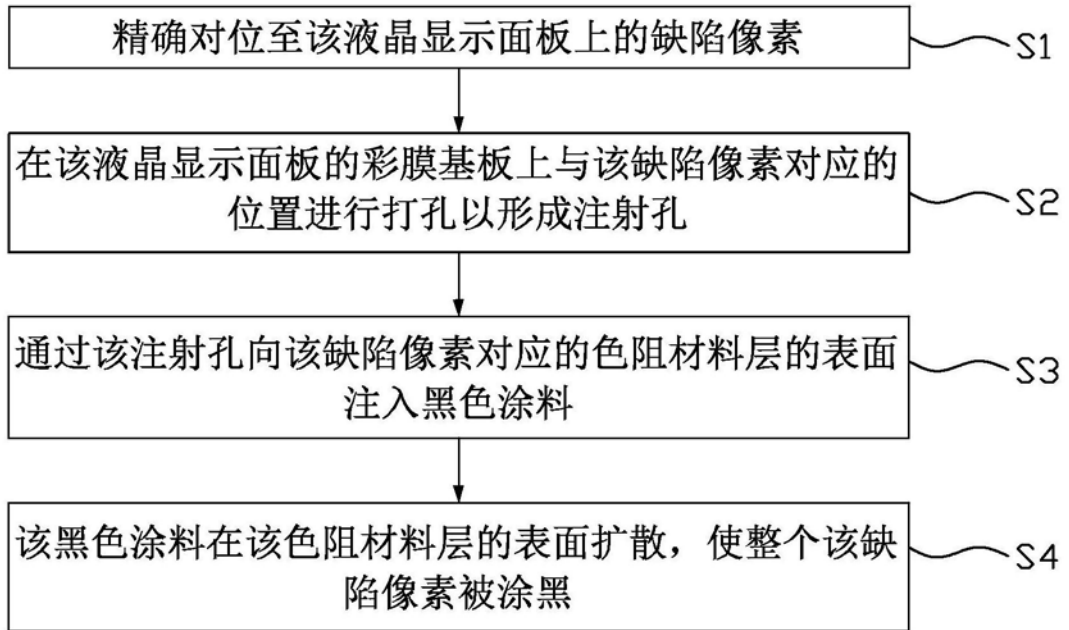 精确对位至该液晶显示面板上的缺陷像素
S1
在该液晶显示面板的彩膜基板上与该缺陷像素对应的
位置进行打孔以形成注射孔
S2
通过该注射孔向该缺陷像素对应的色阻材料层的表面
注入黑色涂料
S3
该黑色涂料在该色阻材料层的表面扩散，使整个该缺
陷像素被涂黑
S4